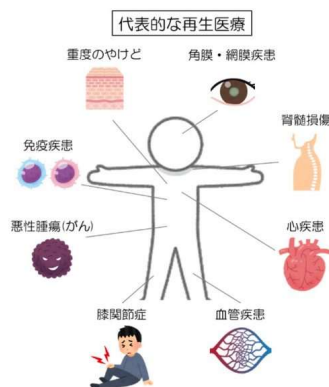 代表的な再生医療
重度のやけど
角膜・網膜疾患
脊髄損傷
免疫疾患
悪性腫瘍(がん)
心疾患
膝関節症
血管疾患